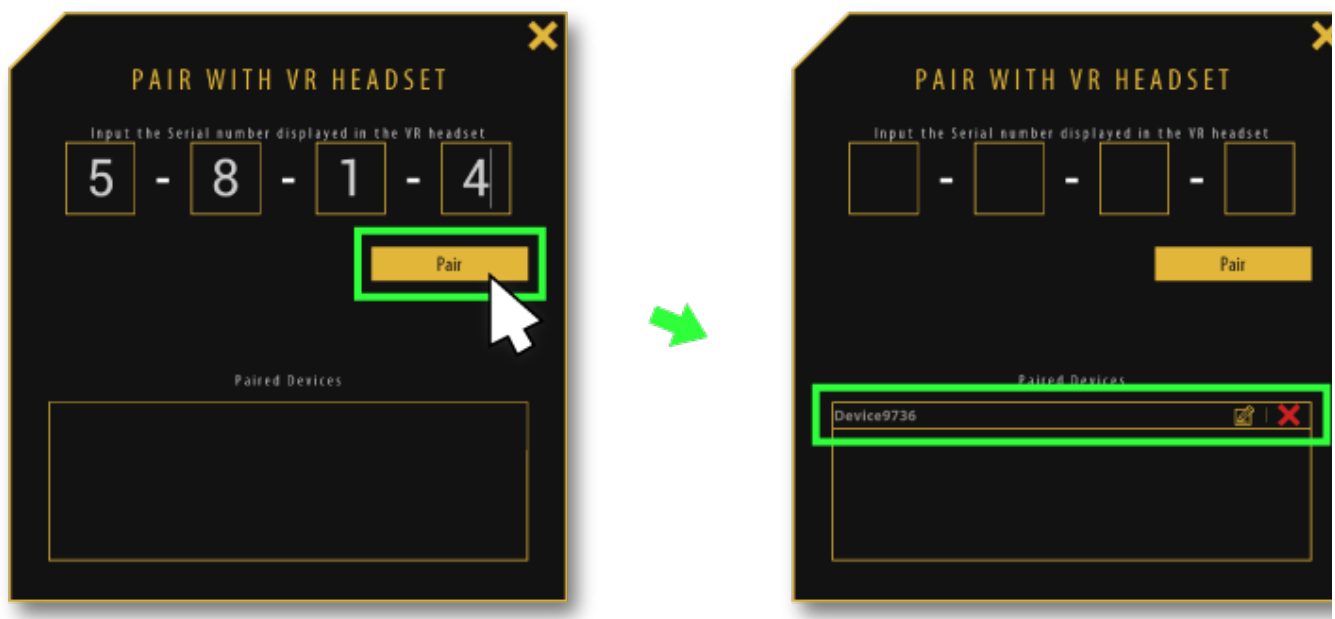 PAIR WITH VR HEADSET
Input the Serial number displayed in the VR headset
5 - 8 - 1 - 4
Pair
Paired Devices
PAIR WITH VR HEADSET
Input the Serial number displayed in the VR headset
- - -
Pair
Paired Devices
Device9736